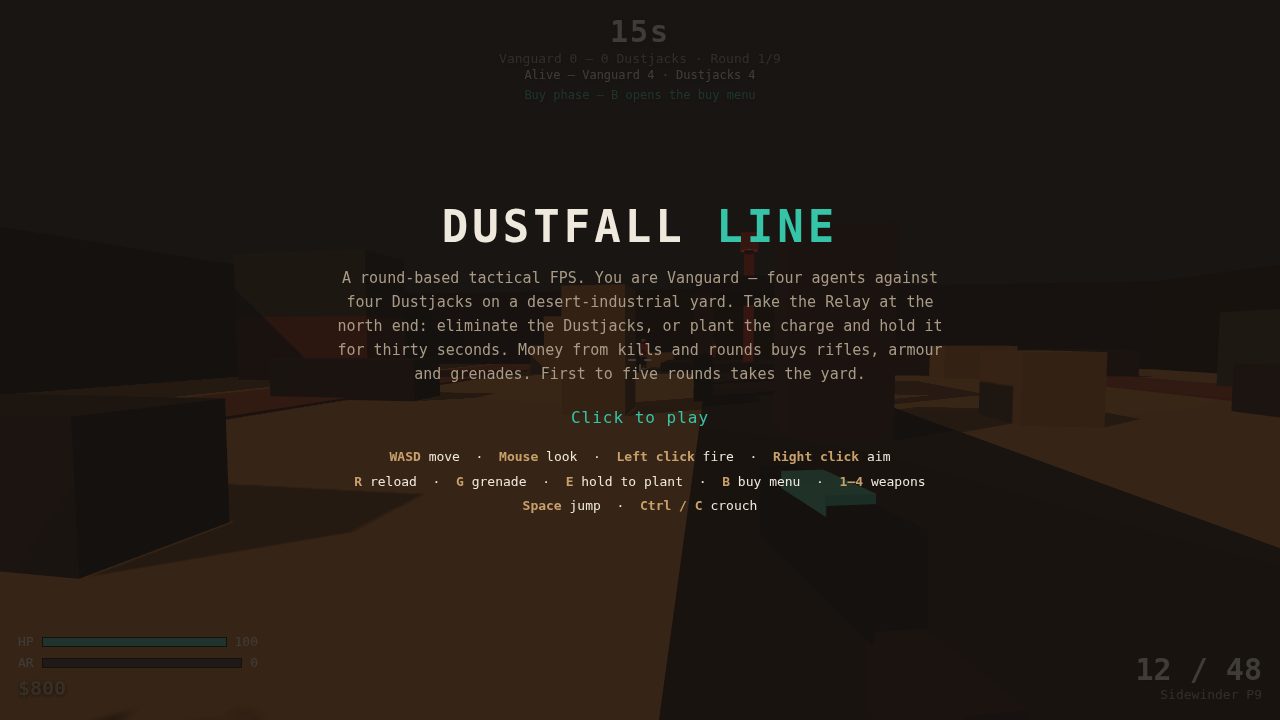 15s
Vanguard 0 — 0 Dustjacks · Round 1/9
Alive — Vanguard 4 · Dustjacks 4
Buy phase — B opens the buy menu
DUSTFALL LINE
A round-based tactical FPS. You are Vanguard — four agents against
four Dustjacks on a desert-industrial yard. Take the Relay at the
north end: eliminate the Dustjacks, or plant the charge and hold it
for thirty seconds. Money from kills and rounds buys rifles, armour
and grenades. First to five rounds takes the yard.
Click to play
WASD move · Mouse look · Left click fire · Right click aim
R reload · G grenade · E hold to plant · B buy menu · 1–4 weapons
Space jump · Ctrl / C crouch
HP 100
AR 0
$800
12 / 48
Sidewinder P9